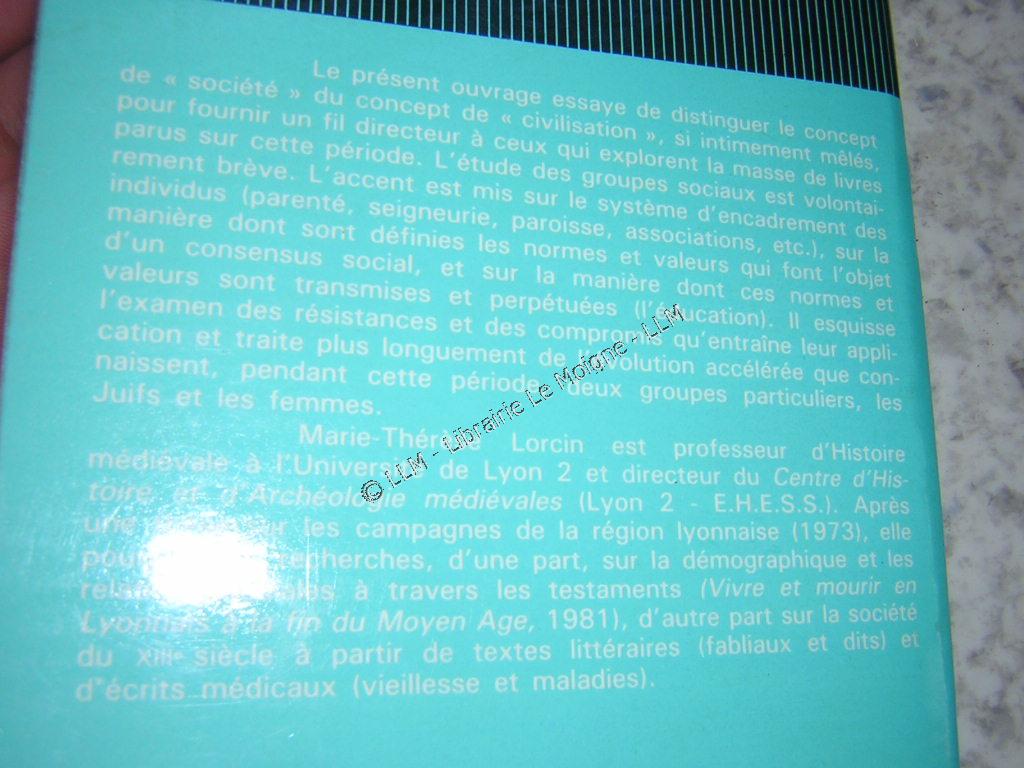 Le présent ouvrage essaye de distinguer le concept
de « société » du concept de « civilisation », si intimement mêlés,
pour fournir un fil directeur à ceux qui explorent la masse de livres
parus sur cette période. L'étude des groupes sociaux est volontai-
rement brève. L'accent est mis sur le système d'encadrement des
individus (parenté, seigneurie, paroisse, associations, etc.), sur la
manière dont sont définies les normes et valeurs qui font l'objet
d'un consensus social, et sur la manière dont ces normes et
valeurs sont transmises et perpétuées (l'éducation). Il esquisse
l'examen des résistances et des compromis qu'entraîne leur appli-
cation et traite plus longuement de l'évolution accélérée que con-
naissent, pendant cette période, deux groupes particuliers, les
Juifs et les femmes.
Marie-Thérèse Lorcin est professeur d'Histoire
médiévale à l'Université de Lyon 2 et directeur du Centre d'His-
toire et d'Archéologie médiévales (Lyon 2 - E.H.E.S.S.). Après
une sur les campagnes de la région lyonnaise (1973), elle
recherches, d'une part, sur la démographique et les
à travers les testaments (Vivre et mourir en
Lyonnais à la fin du Moyen Age, 1981), d'autre part sur la société
du XIIIe siècle à partir de textes littéraires (fabliaux et dits) et
d'écrits médicaux (vieillesse et maladies).
© LLM - Librairie Le Moigne - LLM